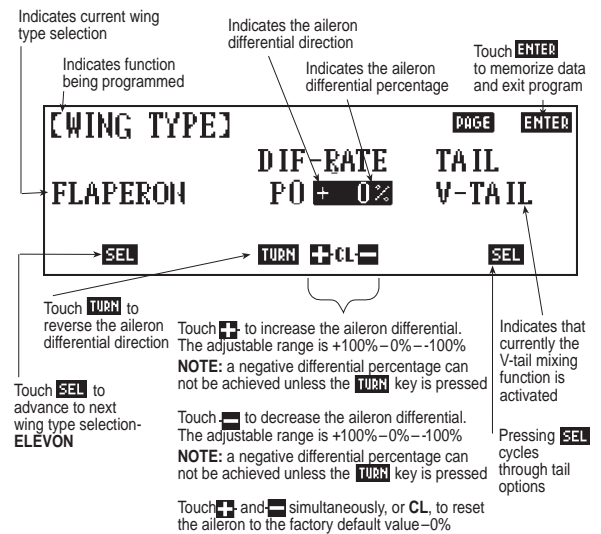 Indicates current wing
type selection
Indicates function
being programmed
Indicates the aileron
differential direction
Indicates the aileron
differential percentage
Touch ENTER
to memorize data
and exit program
[WING TYPE]
PAGE
ENTER
DIF-RATE
TAIL
FLAPERON
P0 + 0%
V-TAIL
SEL
TURN
+CL-
SEL
Touch TURN to
reverse the aileron
differential direction
Touch SEL to
advance to next
wing type selection-
ELEVON
Touch + to increase the aileron differential.
The adjustable range is +100%–0%–-100%
NOTE: a negative differential percentage can
not be achieved unless the TURN key is pressed
Touch - to decrease the aileron differential.
The adjustable range is +100%–0%–-100%
NOTE: a negative differential percentage can
not be achieved unless the TURN key is pressed
Touch + and - simultaneously, or CL, to reset
the aileron to the factory default value–0%
Indicates that
currently the
V-tail mixing
function is
activated
Pressing SEL
cycles
through tail
options